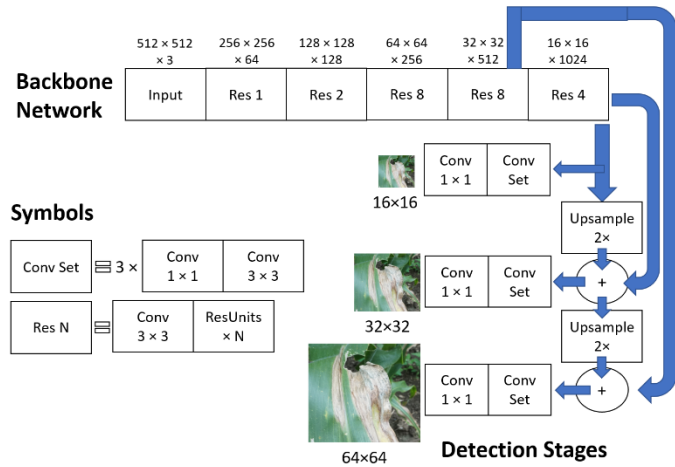 512 × 512
× 3
256 × 256
× 64
128 × 128
× 128
64 × 64
× 256
32 × 32
× 512
16 × 16
× 1024
Backbone
Network
Input
Res 1
Res 2
Res 8
Res 8
Res 4
Conv
1 × 1
Conv
Set
16×16
Upsample
2×
Symbols
Conv Set
= 3 ×
Conv
1 × 1
Conv
3 × 3
Res N
=
Conv
3 × 3
ResUnits
× N
Conv
1 × 1
Conv
Set
+
32×32
Upsample
2×
Conv
1 × 1
Conv
Set
+
64×64
Detection Stages